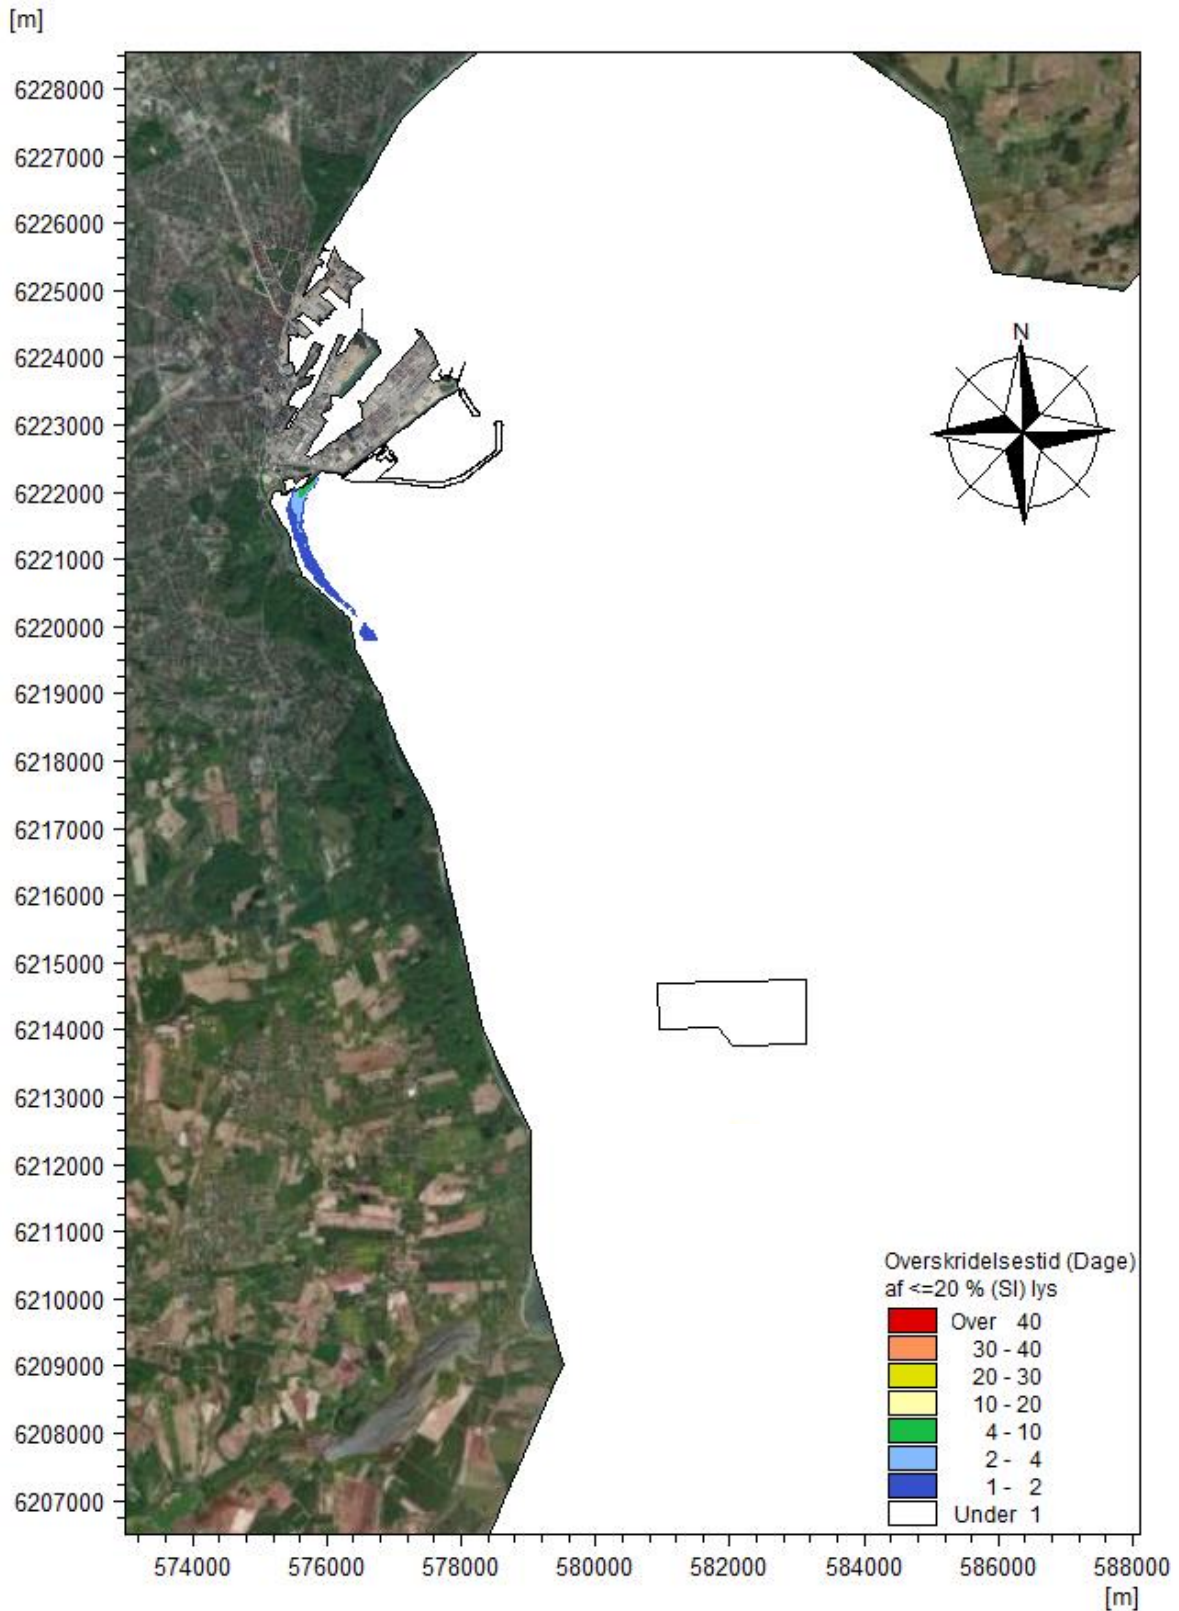 [m]
6228000
6227000
6226000
6225000
6224000
6223000
6222000
6221000
6220000
6219000
6218000
6217000
6216000
6215000
6214000
6213000
6212000
6211000
6210000
6209000
6208000
6207000
N
Overskridelsestid (Dage)
af <=20 % (SI) lys
Over 40
30 - 40
20 - 30
10 - 20
4 - 10
2 - 4
1 - 2
Under 1
574000 576000 578000 580000 582000 584000 586000 588000
[m]